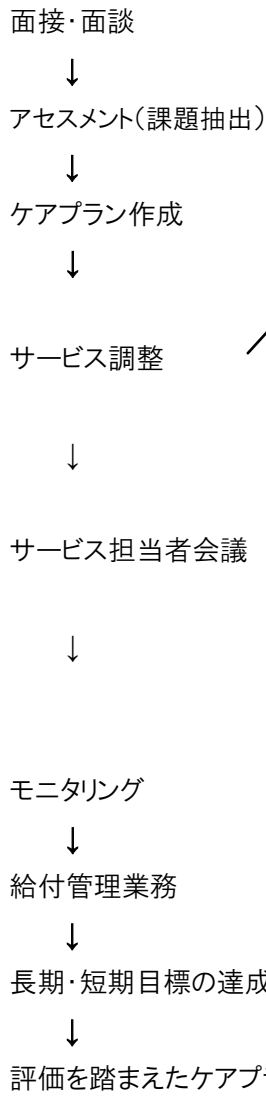 面接・面談
↓
アセスメント(課題抽出)
↓
ケアプラン作成
↓
サービス調整
↓
サービス担当者会議
↓
モニタリング
↓
給付管理業務
↓
長期・短期目標の達成
↓
評価を踏まえたケアプ